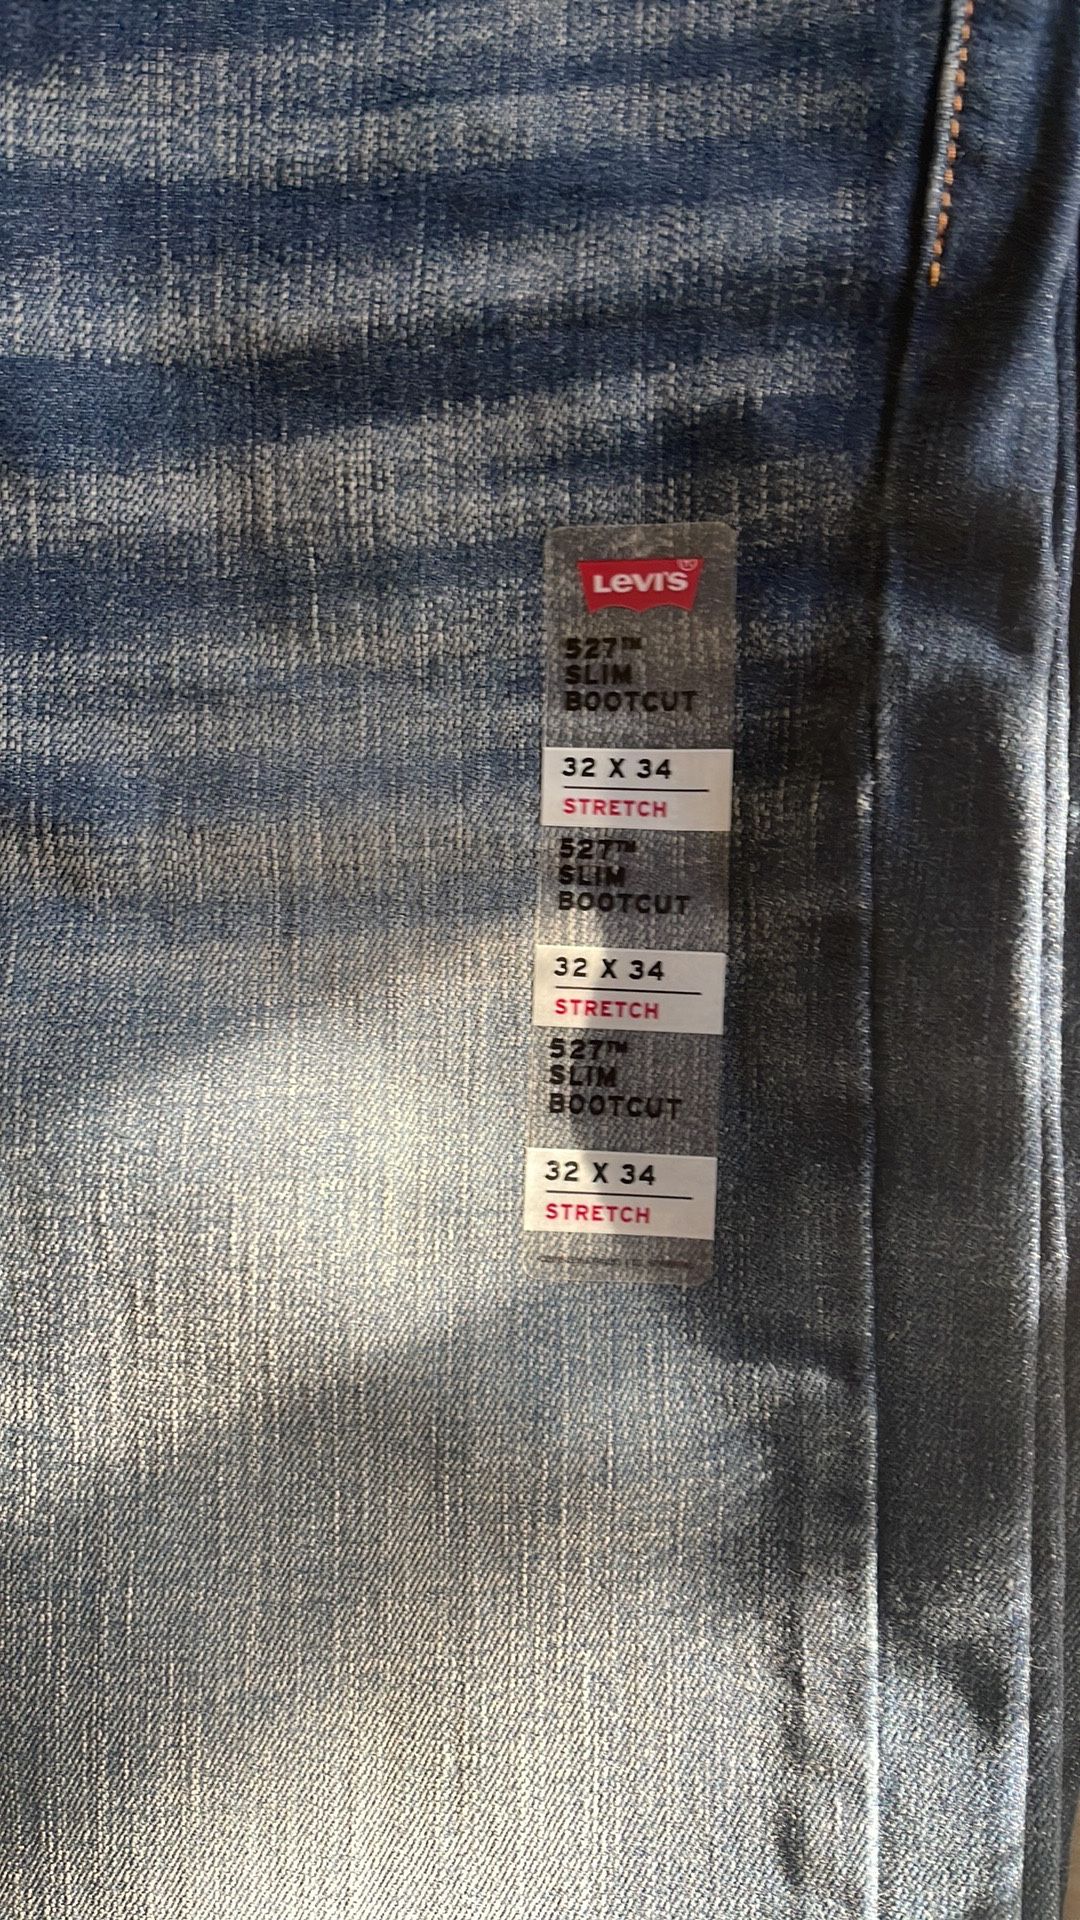 LEVI'S
527™
SLIM
BOOTCUT
32 X 34
STRETCH
527™
SLIM
BOOTCUT
32 X 34
STRETCH
527™
SLIM
BOOTCUT
32 X 34
STRETCH